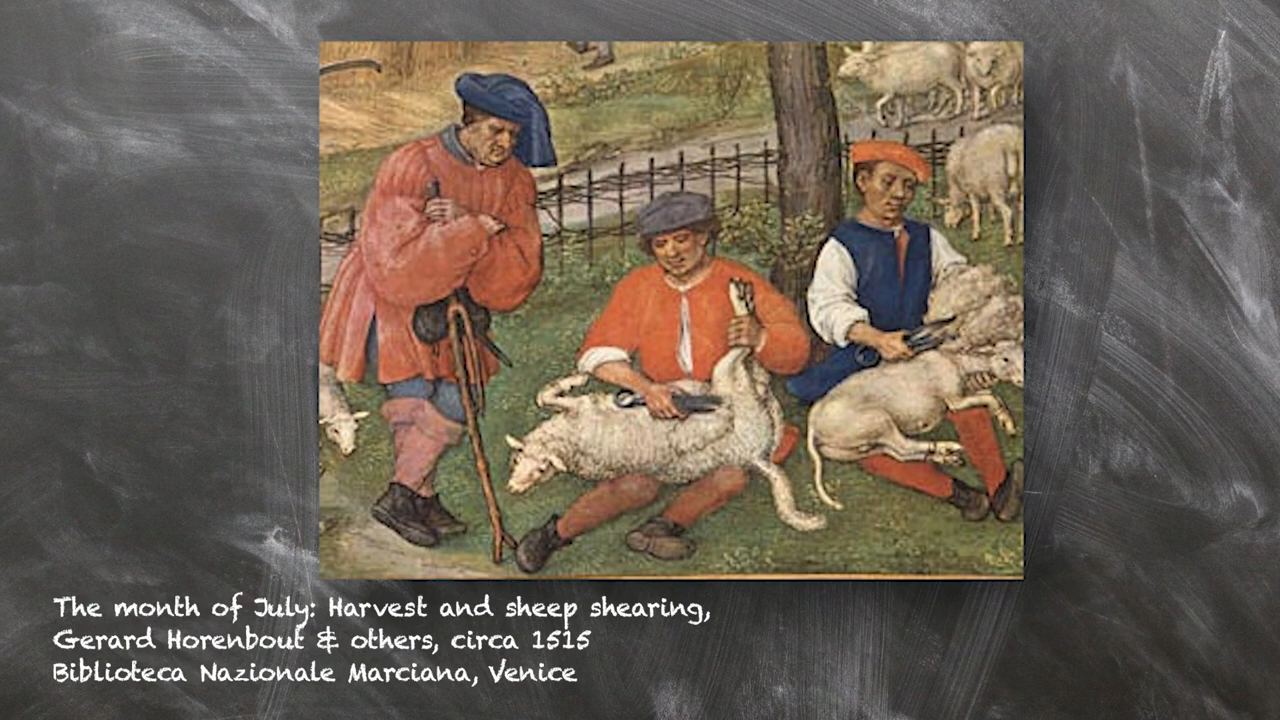 The month of July: Harvest and sheep shearing,
Gerard Horenbout & others, circa 1515
Biblioteca Nazionale Marciana, Venice